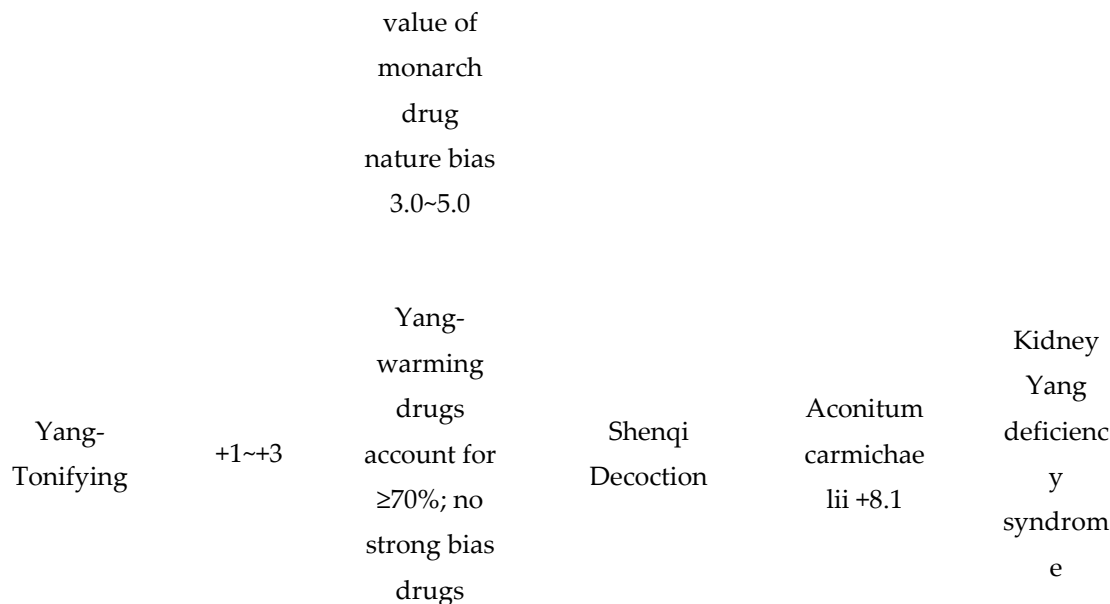 value of
monarch
drug
nature bias
3.0~5.0
Yang-
Tonifying
+1~+3
Yang-
warming
drugs
account for
≥70%; no
strong bias
drugs
Shenqi
Decoction
Aconitum
carmichae
lii +8.1
Kidney
Yang
deficienc
y
syndrom
e